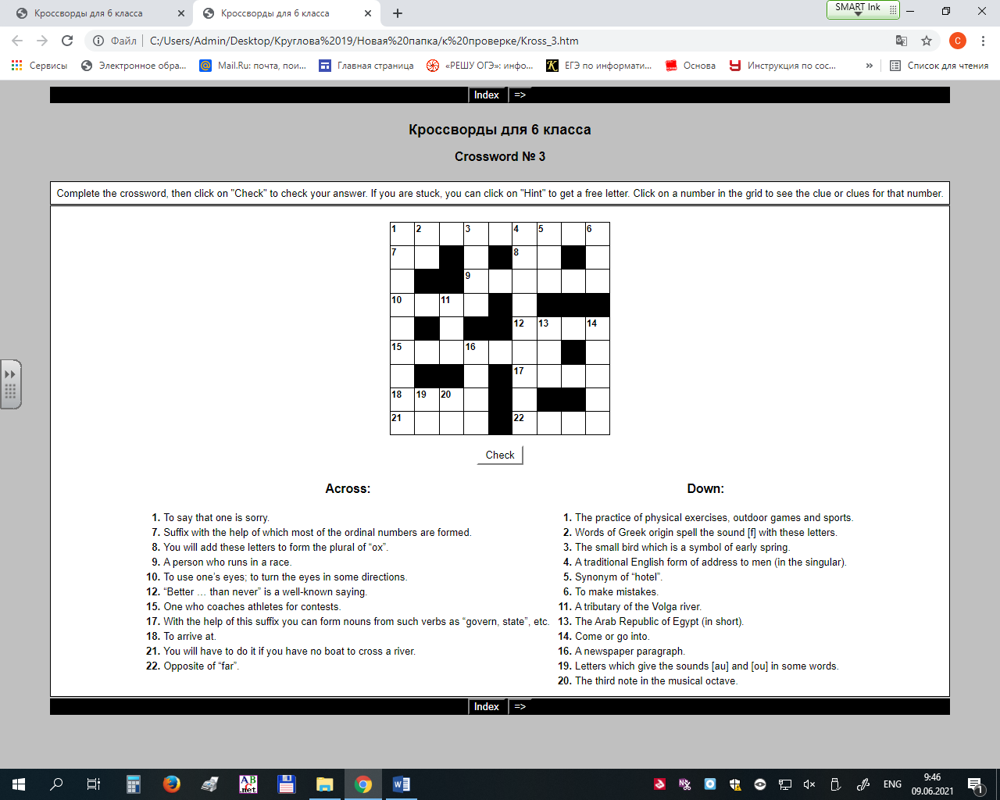 Кроссворды для 6 класса
Кроссворды для 6 класса
SMART Ink
Файл
C:/Users/Admin/Desktop/Круглова%2019/Новая%20папка/к%20проверке/Kross_3.htm
C
Сервисы
Электронное обра...
Mail.Ru: почта, пои...
Главная страница
«РЕШУ ОГЭ»: инфо...
ЕГЭ по информати...
Основа
Инструкция по сос...
»
Список для чтения
Index =>
Кроссворды для 6 класса
Crossword № 3
Complete the crossword, then click on "Check" to check your answer. If you are stuck, you can click on "Hint" to get a free letter. Click on a number in the grid to see the clue or clues for that number.
1 2 3 4 5 6
7 8
9
10 11
12 13 14
15 16
17
18 19 20
21 22
Check
Across:
1. To say that one is sorry.
7. Suffix with the help of which most of the ordinal numbers are formed.
8. You will add these letters to form the plural of “ox”.
9. A person who runs in a race.
10. To use one’s eyes; to turn the eyes in some directions.
12. “Better … than never” is a well-known saying.
15. One who coaches athletes for contests.
17. With the help of this suffix you can form nouns from such verbs as “govern, state”, etc.
18. To arrive at.
21. You will have to do it if you have no boat to cross a river.
22. Opposite of “far”.
Down:
1. The practice of physical exercises, outdoor games and sports.
2. Words of Greek origin spell the sound [f] with these letters.
3. The small bird which is a symbol of early spring.
4. A traditional English form of address to men (in the singular).
5. Synonym of “hotel”.
6. To make mistakes.
11. A tributary of the Volga river.
13. The Arab Republic of Egypt (in short).
14. Come or go into.
16. A newspaper paragraph.
19. Letters which give the sounds [au] and [ou] in some words.
20. The third note in the musical octave.
Index =>
ABC.net
ENG
9:46
09.06.2021
1